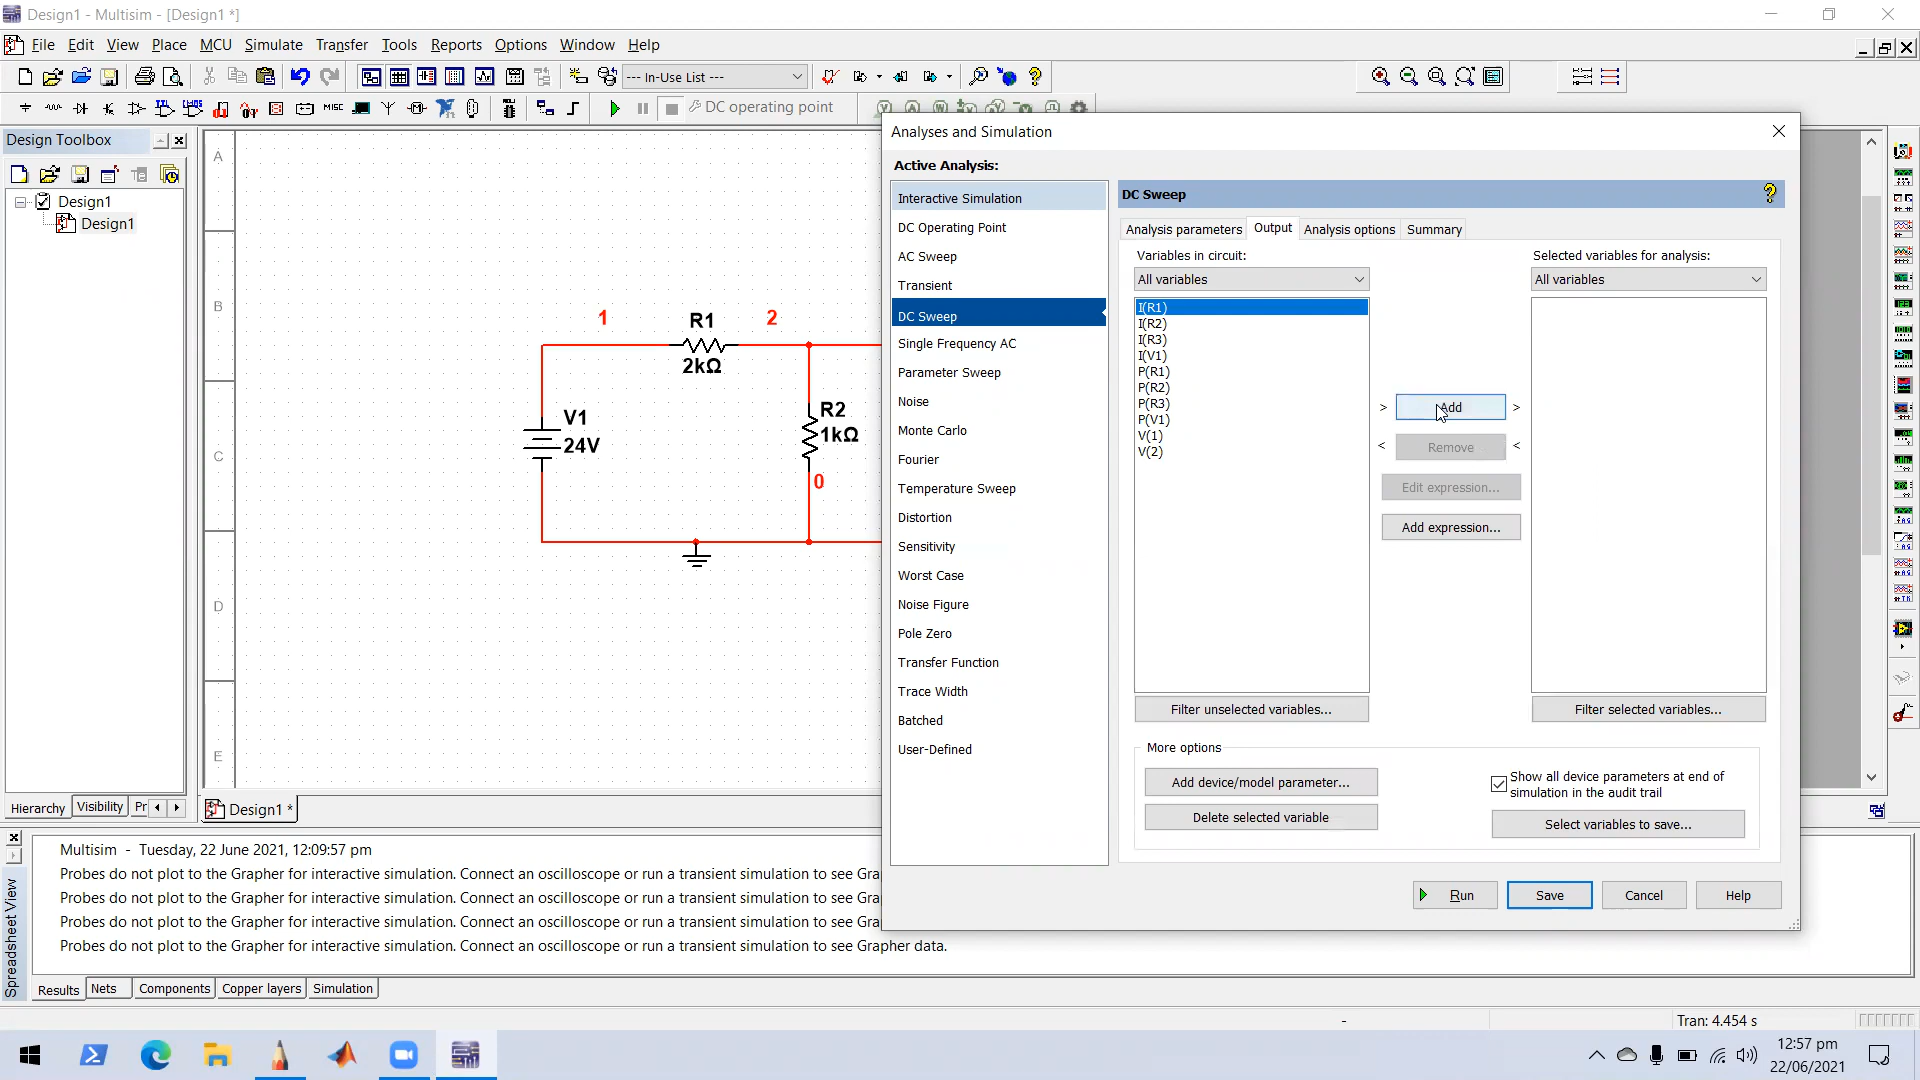 Design1 - Multisim - [Design1 *]
File Edit View Place MCU Simulate Transfer Tools Reports Options Window Help
--- In-Use List ---
MISC
DC operating point
Design Toolbox
Design1
Design1
Hierarchy Visibility Pr
A
B
C
D
E
1
R1
2kΩ
2
V1
24V
R2
1kΩ
0
Design1 *
Analyses and Simulation
Active Analysis:
Interactive Simulation
DC Operating Point
AC Sweep
Transient
DC Sweep
Single Frequency AC
Parameter Sweep
Noise
Monte Carlo
Fourier
Temperature Sweep
Distortion
Sensitivity
Worst Case
Noise Figure
Pole Zero
Transfer Function
Trace Width
Batched
User-Defined
DC Sweep
Analysis parameters Output Analysis options Summary
Variables in circuit:
All variables
I(R1)
I(R2)
I(R3)
I(V1)
P(R1)
P(R2)
P(R3)
P(V1)
V(1)
V(2)
Filter unselected variables...
> Add >
< Remove <
Edit expression...
Add expression...
Selected variables for analysis:
All variables
Filter selected variables...
More options
Add device/model parameter...
Delete selected variable
Show all device parameters at end of
simulation in the audit trail
Select variables to save...
Run Save Cancel Help
Spreadsheet View
Multisim - Tuesday, 22 June 2021, 12:09:57 pm
Probes do not plot to the Grapher for interactive simulation. Connect an oscilloscope or run a transient simulation to see Gra
Probes do not plot to the Grapher for interactive simulation. Connect an oscilloscope or run a transient simulation to see Gra
Probes do not plot to the Grapher for interactive simulation. Connect an oscilloscope or run a transient simulation to see Gra
Probes do not plot to the Grapher for interactive simulation. Connect an oscilloscope or run a transient simulation to see Grapher data.
Results Nets Components Copper layers Simulation
- Tran: 4.454 s
12:57 pm
22/06/2021